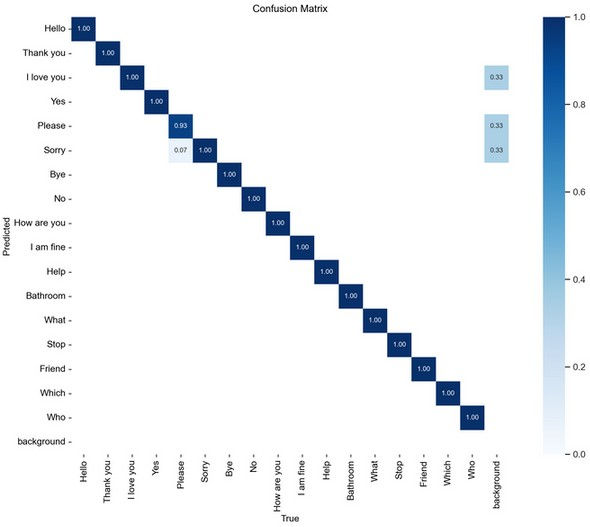 Confusion Matrix
Hello
1.00
1.0
Thank you
1.00
I love you
1.00
0.33
Yes
1.00
0.8
Please
0.93
0.33
Sorry
0.07
1.00
0.33
Bye
1.00
No
1.00
0.6
Predicted
How are you
1.00
I am fine
1.00
Help
1.00
0.4
Bathroom
1.00
What
1.00
Stop
1.00
Friend
1.00
0.2
Which
1.00
Who
1.00
background
0.0
Hello
Thank you
I love you
Yes
Please
Sorry
Bye
No
How are you
I am fine
Help
Bathroom
What
Stop
Friend
Which
Who
background
True